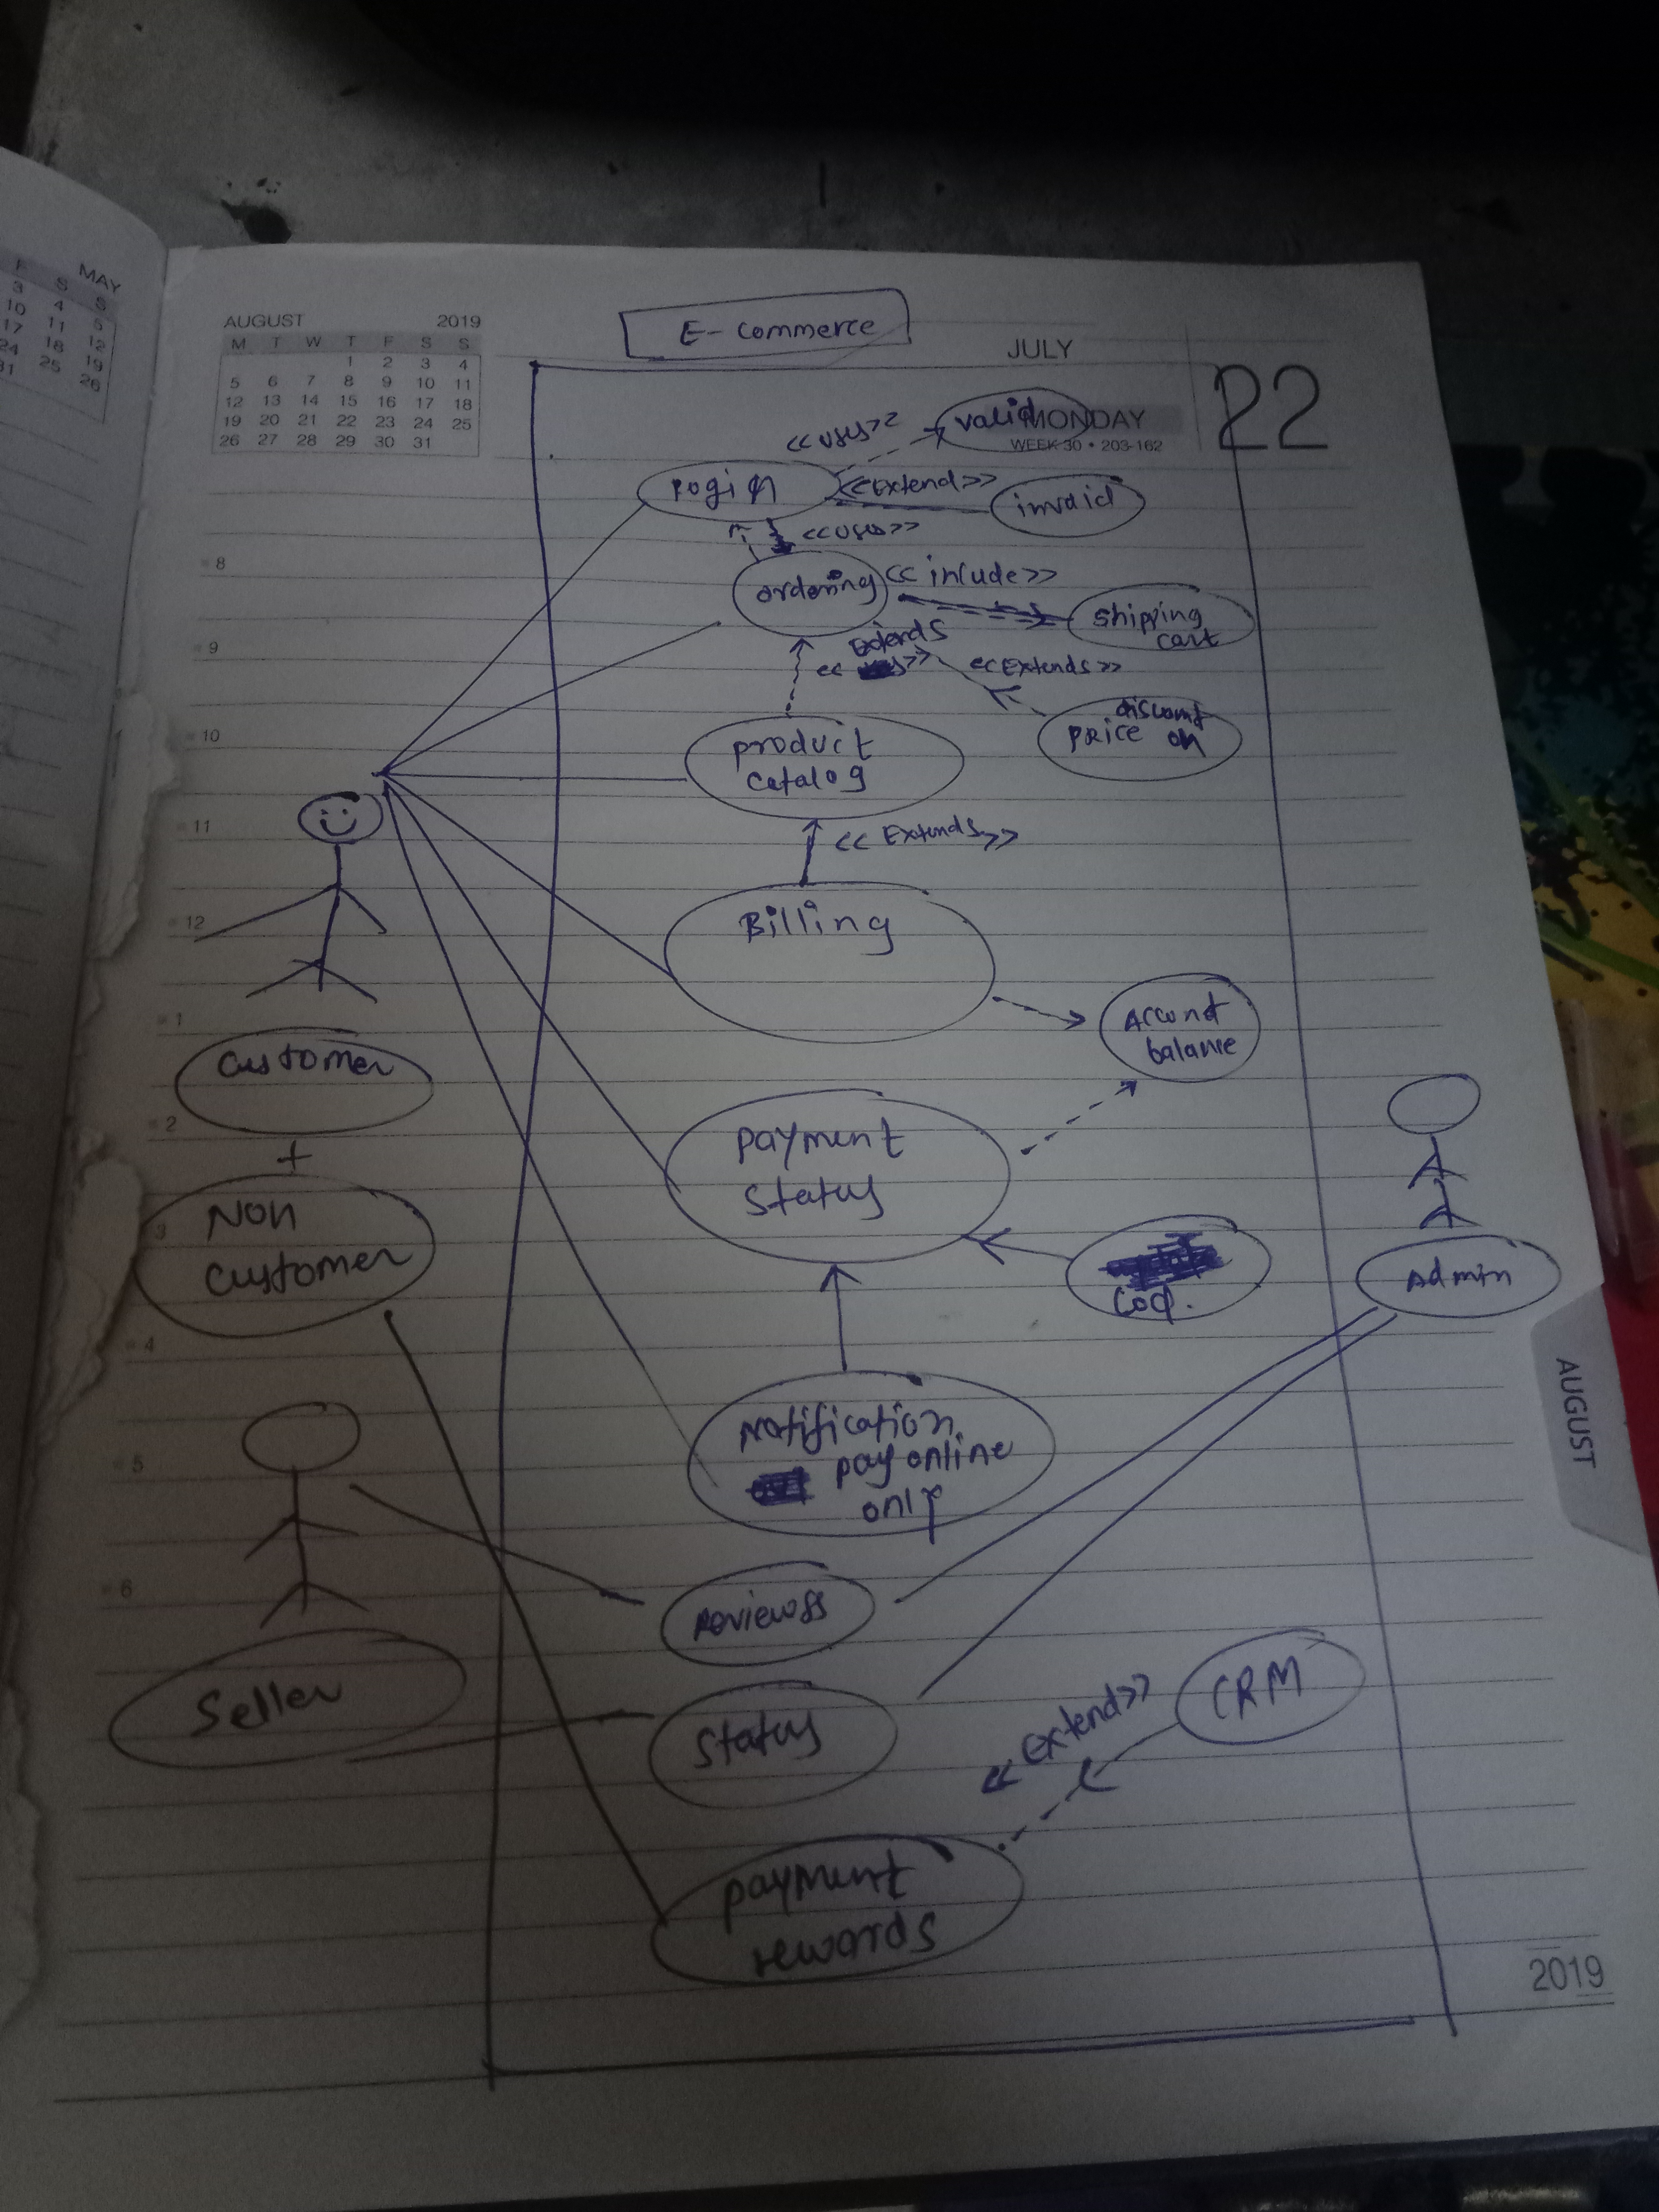 MAY
F S S
3 4 5
10 11 12
17 18 19
24 25 26
31
AUGUST 2019
M T W T F S S
1 2 3 4
5 6 7 8 9 10 11
12 13 14 15 16 17 18
19 20 21 22 23 24 25
26 27 28 29 30 31
E-commerce
JULY
22
MONDAY
WEEK 30 • 203-162
<<uses>>
valid
login
<<Extend>>
invaid
<<uses>>
8
ordering
<<include>>
shipping
cart
9
Extends
<< >>
<<Extends>>
10
product
catalog
discount
price on
11
<<Extends>>
12
Billing
1
Account
balance
customer
2
+
payment
status
3
Non
customer
cod.
Admin
4
AUGUST
5
Notification
pay online
only
6
Reviews
Seller
status
<<Extend>>
CRM
payment
rewards
2019